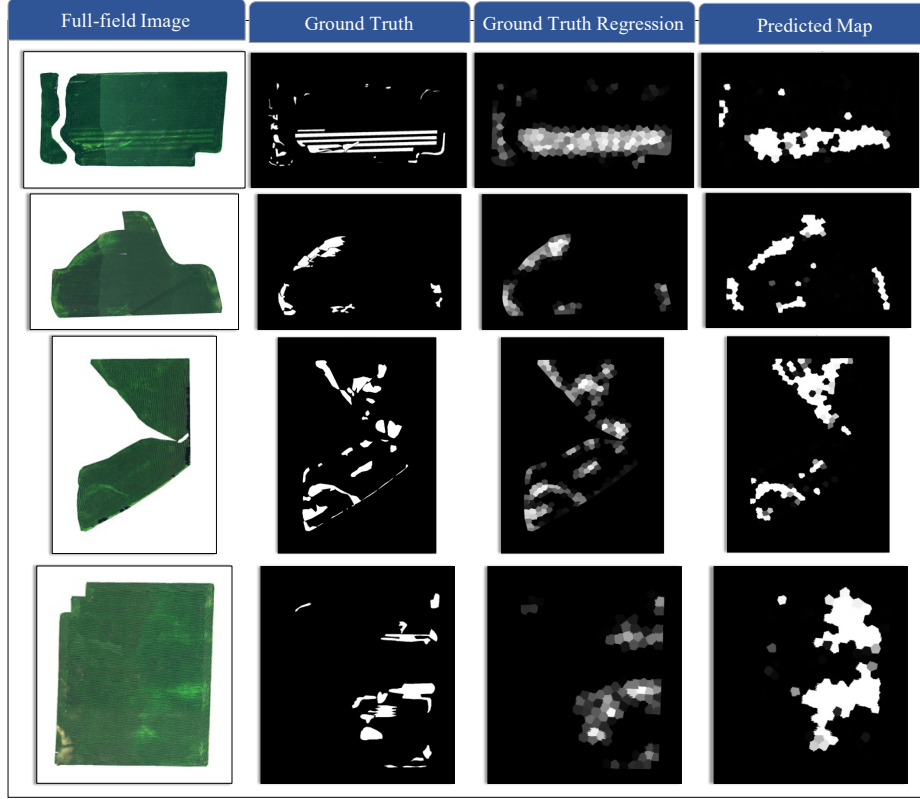 Full-field Image
Ground Truth
Ground Truth Regression
Predicted Map